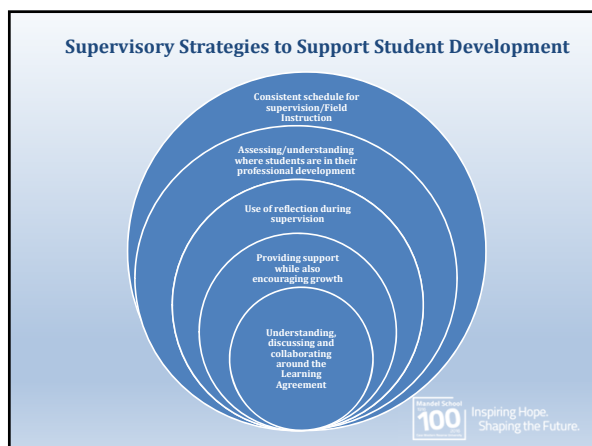 Supervisory Strategies to Support Student Development
Consistent schedule for
supervision/Field
Instruction
Assessing/understanding
where students are in their
professional development
Use of reflection during
supervision
Providing support
while also
encouraging growth
Understanding,
discussing and
collaborating
around the
Learning
Agreement
Mandel School
100
Inspiring Hope.
Shaping the Future.